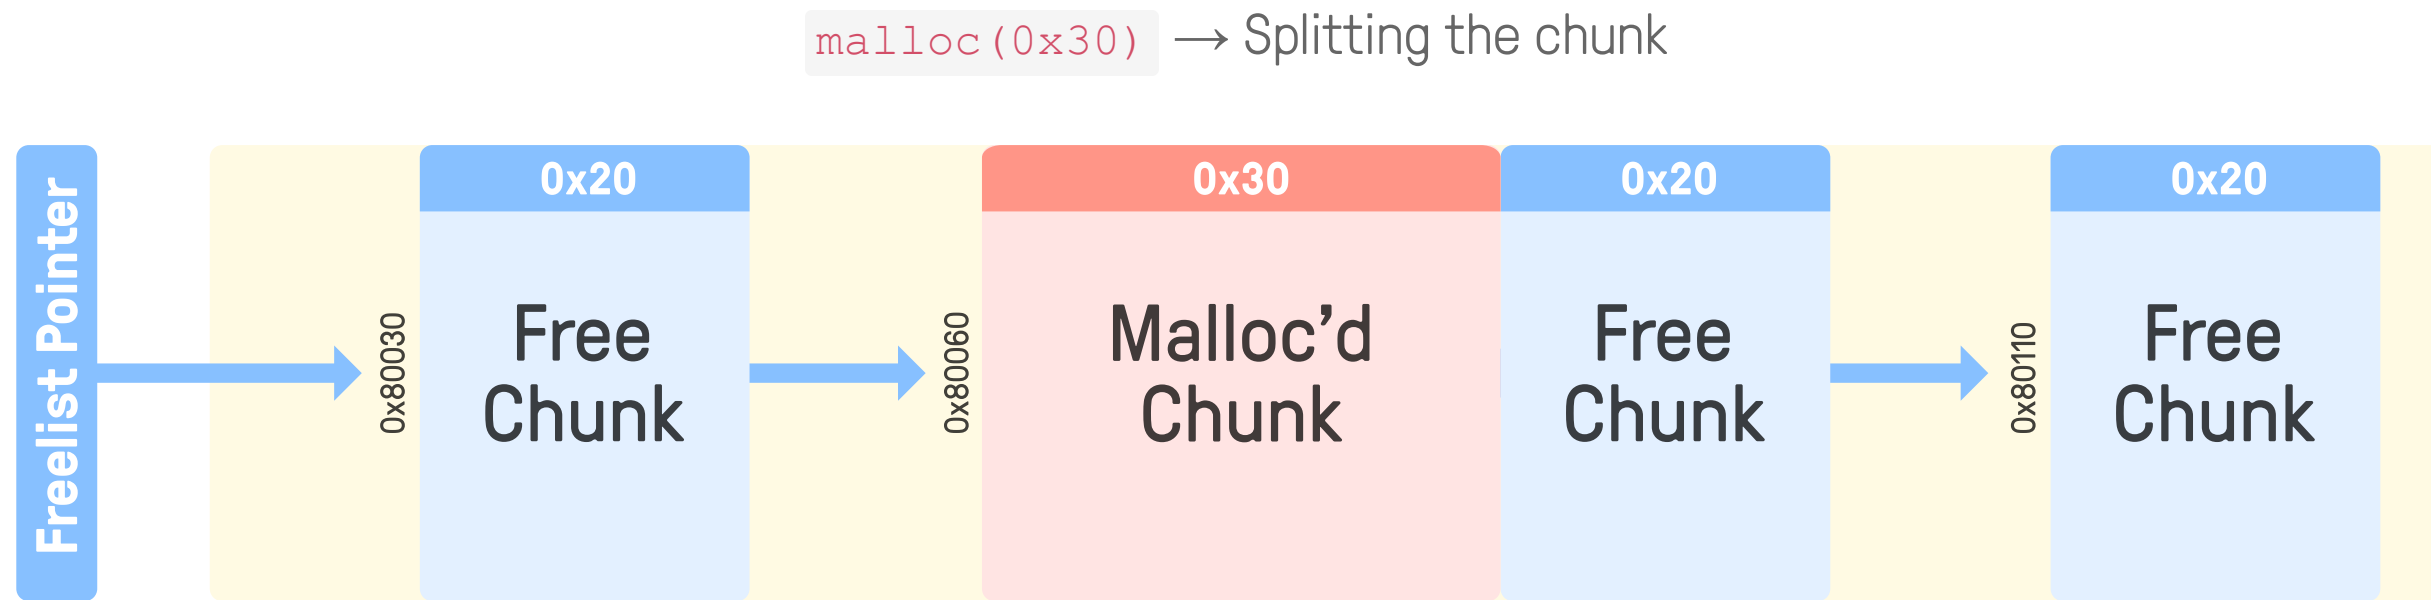 malloc(0x30) → Splitting the chunk
Freelist Pointer
0x80030
0x20
Free
Chunk
0x80060
0x30
Malloc’d
Chunk
0x20
Free
Chunk
0x80110
0x20
Free
Chunk